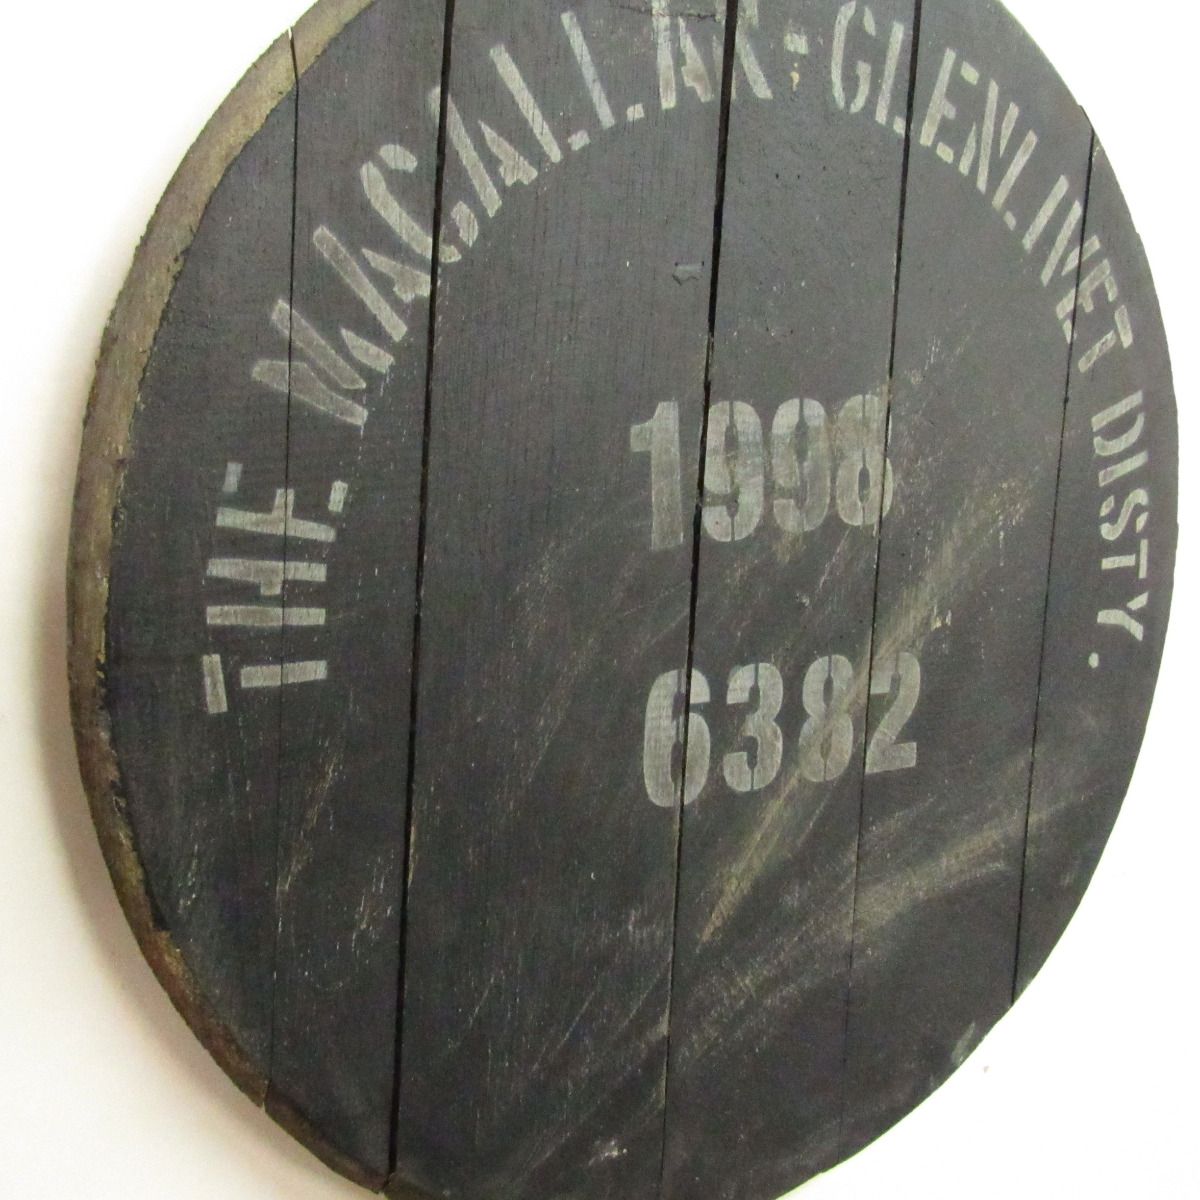 THE MACALLAN-GLENLIVET DISTY.
1998
6382